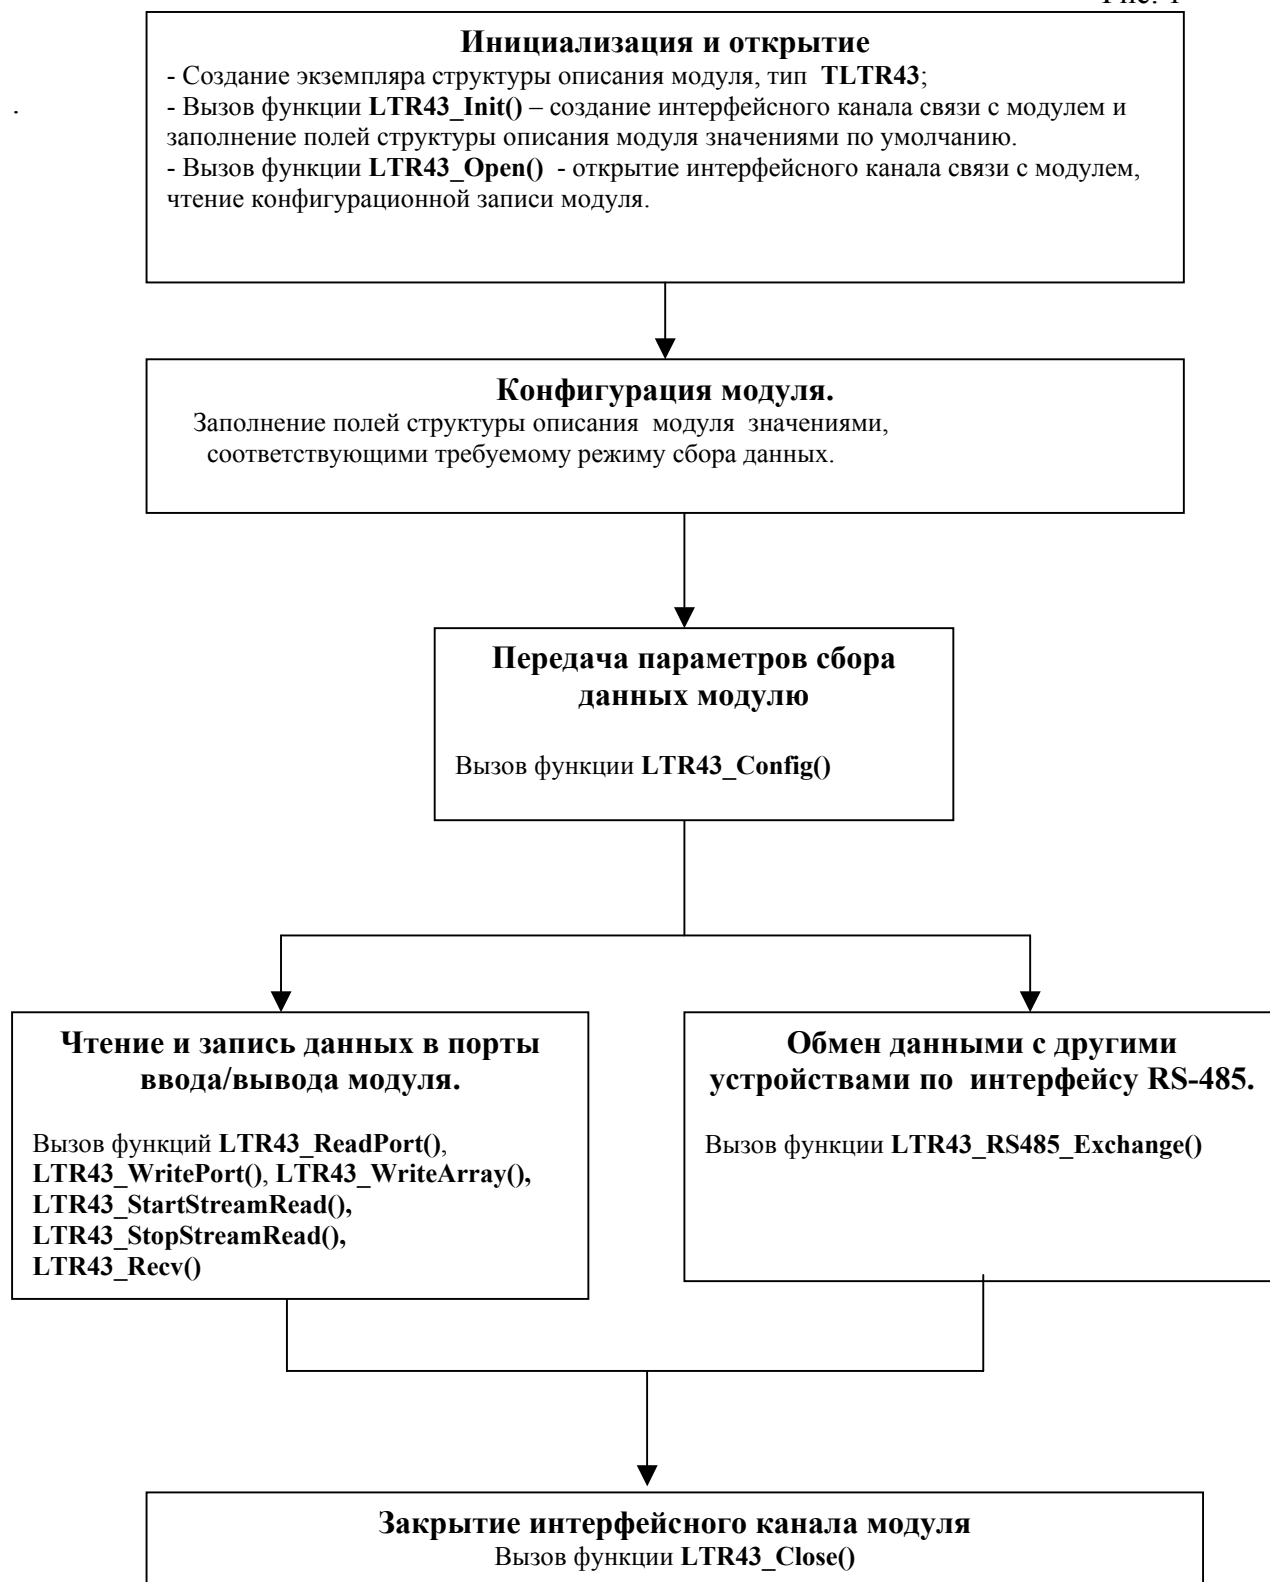 Рис. 1
Инициализация и открытие
- Создание экземпляра структуры описания модуля, тип TLTR43;
- Вызов функции LTR43_Init() – создание интерфейсного канала связи с модулем и
заполнение полей структуры описания модуля значениями по умолчанию.
- Вызов функции LTR43_Open() - открытие интерфейсного канала связи с модулем,
чтение конфигурационной записи модуля.
.
Конфигурация модуля.
Заполнение полей структуры описания модуля значениями,
соответствующими требуемому режиму сбора данных.
Передача параметров сбора
данных модулю
Вызов функции LTR43_Config()
Чтение и запись данных в порты
ввода/вывода модуля.
Вызов функций LTR43_ReadPort(),
LTR43_WritePort(), LTR43_WriteArray(),
LTR43_StartStreamRead(),
LTR43_StopStreamRead(),
LTR43_Recv()
Обмен данными с другими
устройствами по интерфейсу RS-485.
Вызов функции LTR43_RS485_Exchange()
Закрытие интерфейсного канала модуля
Вызов функции LTR43_Close()